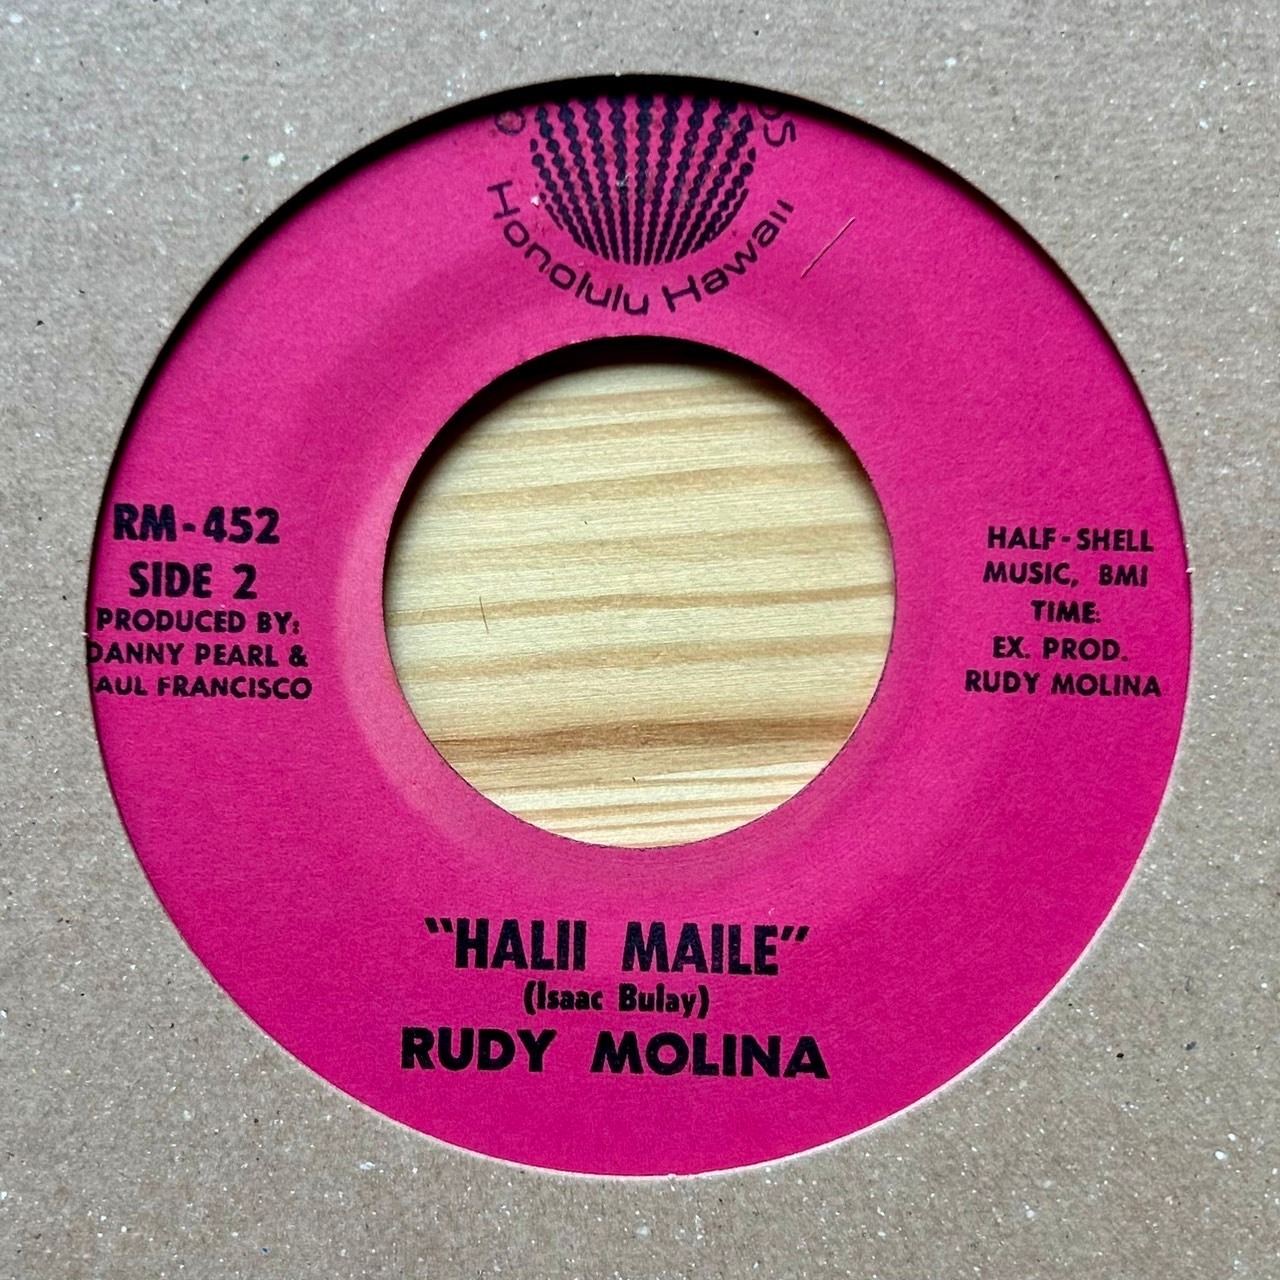 Honolulu Hawaii
RM-452
SIDE 2
PRODUCED BY:
DANNY PEARL &
AUL FRANCISCO
HALF-SHELL
MUSIC, BMI
TIME:
EX. PROD.
RUDY MOLINA
"HALII MAILE"
(Isaac Bulay)
RUDY MOLINA